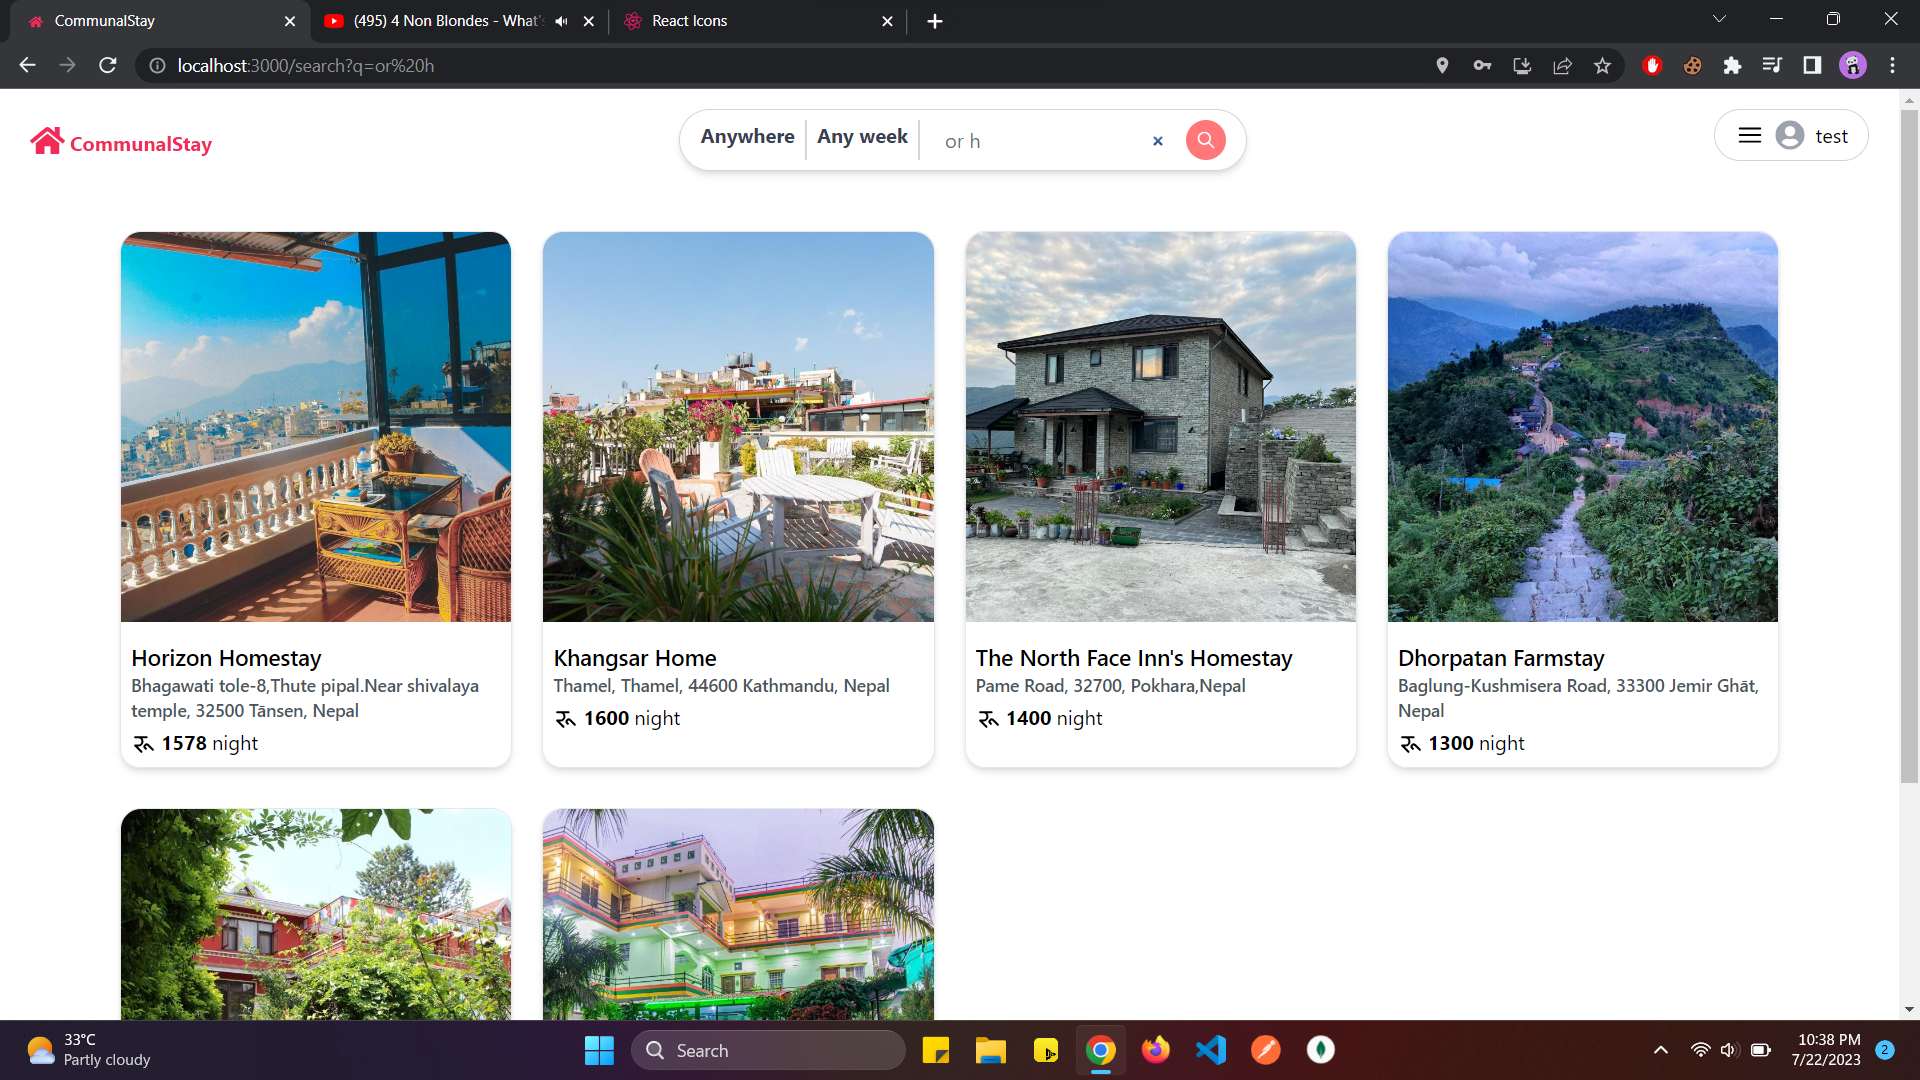 CommunalStay
(495) 4 Non Blondes - What's
React Icons
localhost:3000/search?q=or%20h
CommunalStay
Anywhere
Any week
or h
test
Horizon Homestay
Bhagawati tole-8,Thute pipal.Near shivalaya
temple, 32500 Tānsen, Nepal
रू 1578 night
Khangsar Home
Thamel, Thamel, 44600 Kathmandu, Nepal
रू 1600 night
The North Face Inn's Homestay
Pame Road, 32700, Pokhara,Nepal
रू 1400 night
Dhorpatan Farmstay
Baglung-Kushmisera Road, 33300 Jemir Ghāt,
Nepal
रू 1300 night
33°C
Partly cloudy
Search
10:38 PM
7/22/2023
2